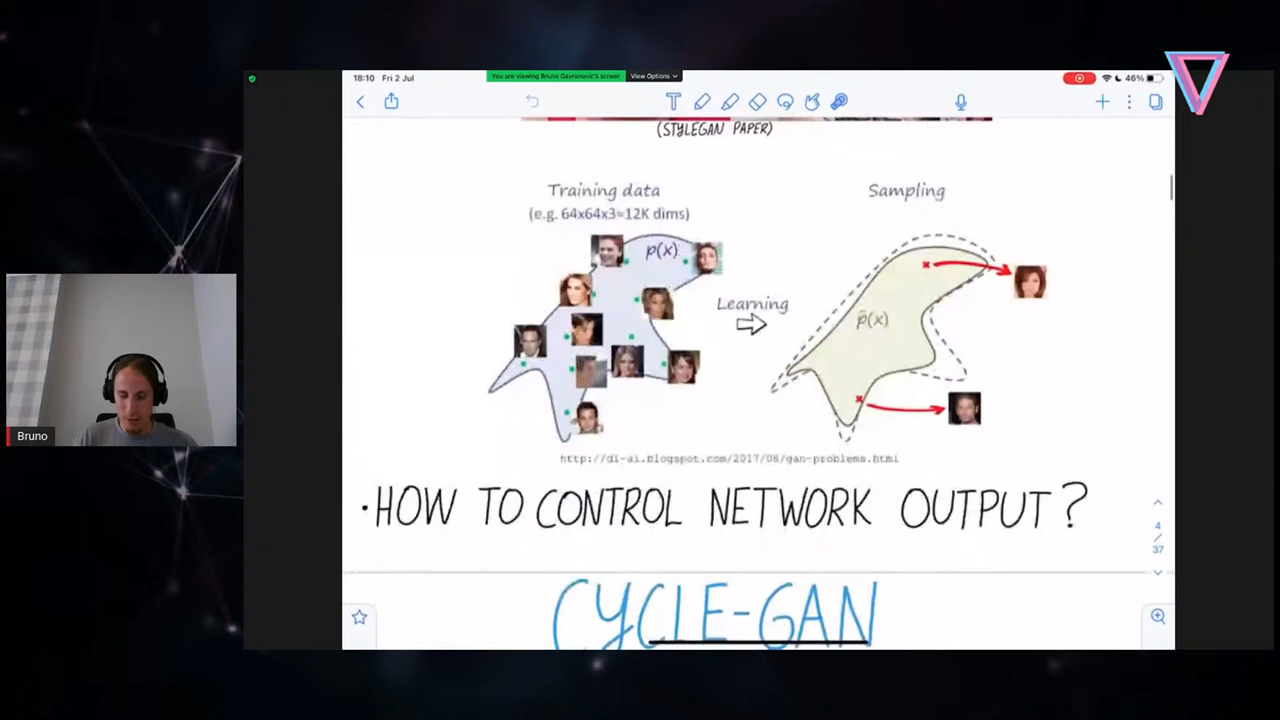 18:10 Fri 2 Jul
You are viewing Bruno Gavranovic's screen View Options
46%
(STYLEGAN PAPER)
Training data
(e.g. 64x64x3=12K dims)
Sampling
p(x)
Learning
p̂(x)
http://dl-ai.blogspot.com/2017/08/gan-problems.html
Bruno
· HOW TO CONTROL NETWORK OUTPUT?
4
/
37
CYCLE-GAN